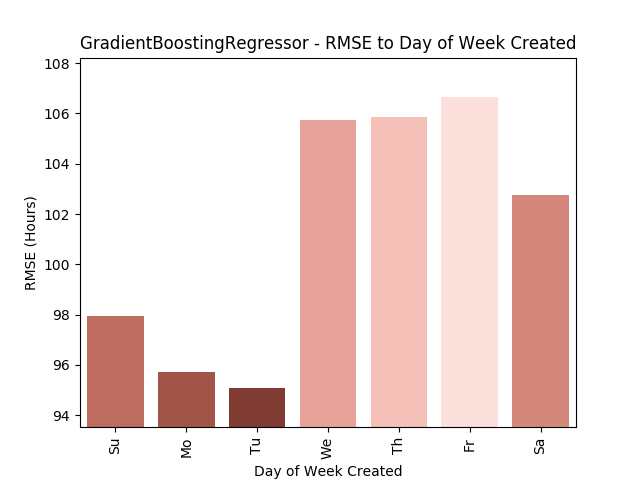 GradientBoostingRegressor - RMSE to Day of Week Created
108
106
104
102
100
98
96
94
RMSE (Hours)
Su
Mo
Tu
We
Th
Fr
Sa
Day of Week Created